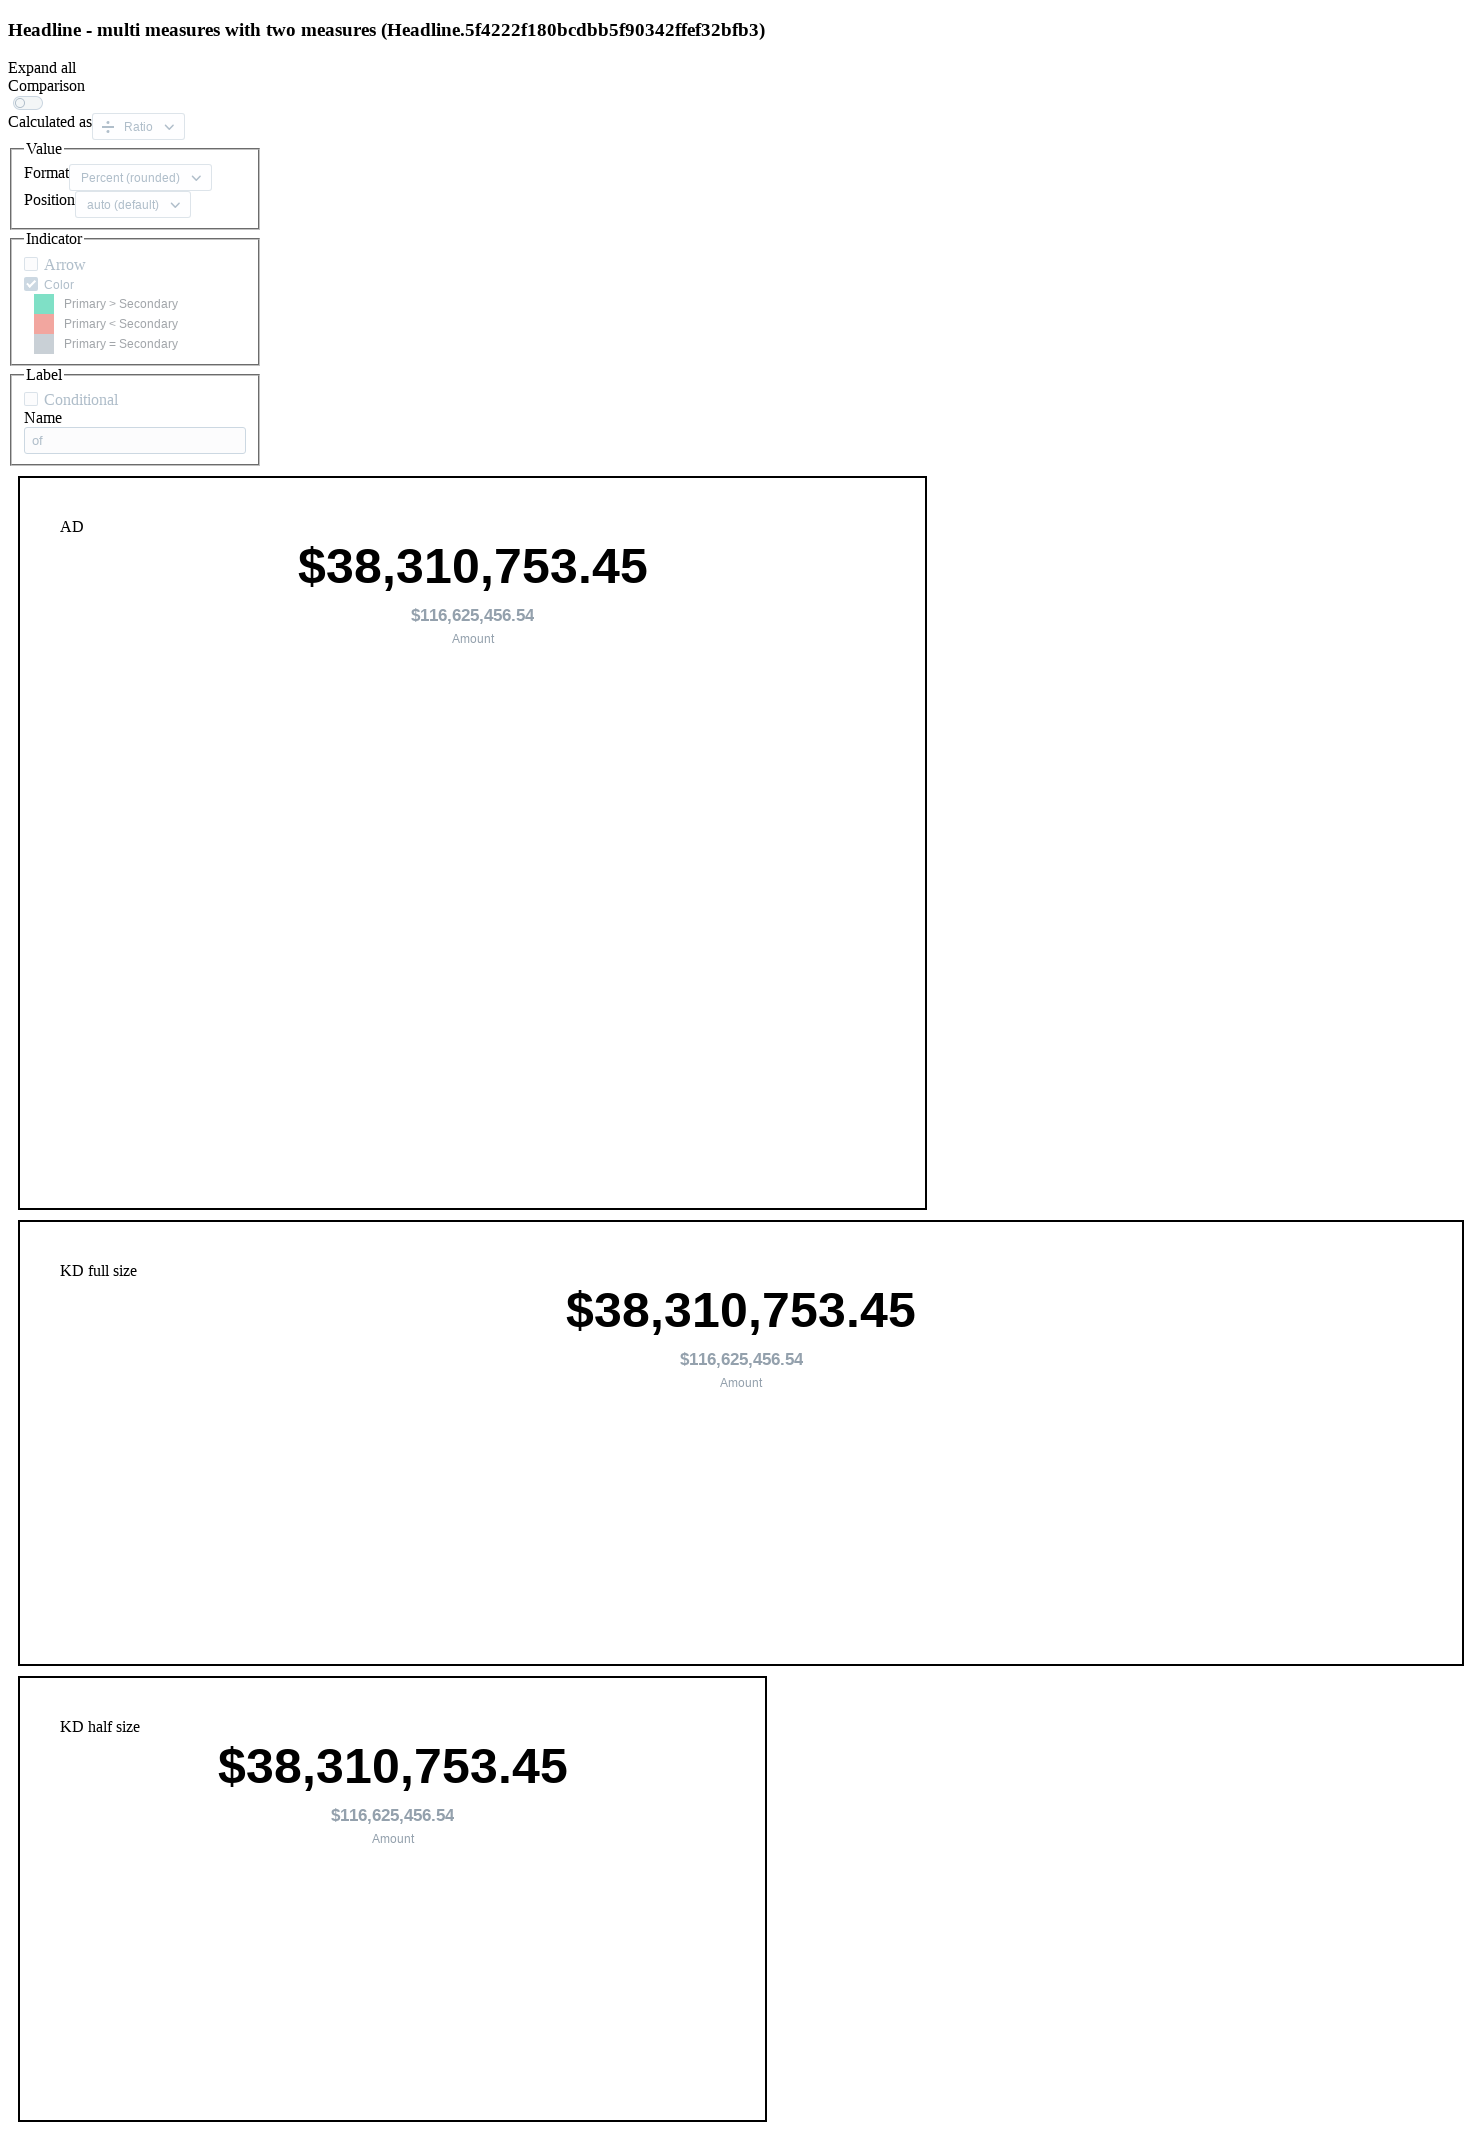 Headline - multi measures with two measures (Headline.5f4222f180bcdbb5f90342ffef32bfb3)
Expand all
Comparison
Calculated as Ratio
Value
Format Percent (rounded)
Position auto (default)
Indicator
Arrow
Color
Primary > Secondary
Primary < Secondary
Primary = Secondary
Label
Conditional
Name
of
AD
$38,310,753.45
$116,625,456.54
Amount
KD full size
$38,310,753.45
$116,625,456.54
Amount
KD half size
$38,310,753.45
$116,625,456.54
Amount